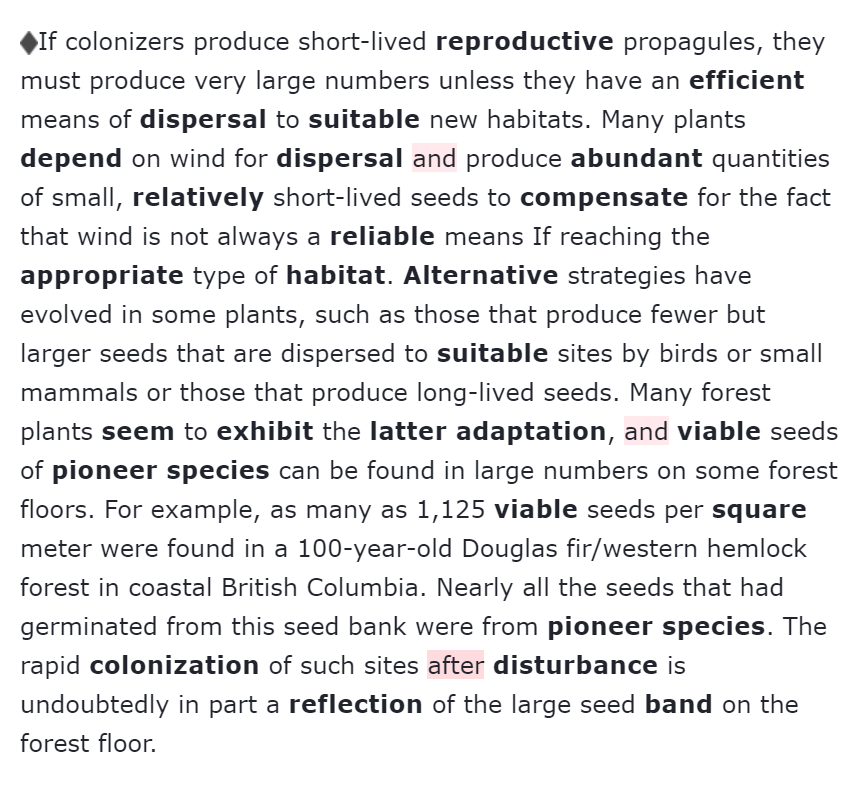 ◆If colonizers produce short-lived reproductive propagules, they
must produce very large numbers unless they have an efficient
means of dispersal to suitable new habitats. Many plants
depend on wind for dispersal and produce abundant quantities
of small, relatively short-lived seeds to compensate for the fact
that wind is not always a reliable means If reaching the
appropriate type of habitat. Alternative strategies have
evolved in some plants, such as those that produce fewer but
larger seeds that are dispersed to suitable sites by birds or small
mammals or those that produce long-lived seeds. Many forest
plants seem to exhibit the latter adaptation, and viable seeds
of pioneer species can be found in large numbers on some forest
floors. For example, as many as 1,125 viable seeds per square
meter were found in a 100-year-old Douglas fir/western hemlock
forest in coastal British Columbia. Nearly all the seeds that had
germinated from this seed bank were from pioneer species. The
rapid colonization of such sites after disturbance is
undoubtedly in part a reflection of the large seed band on the
forest floor.